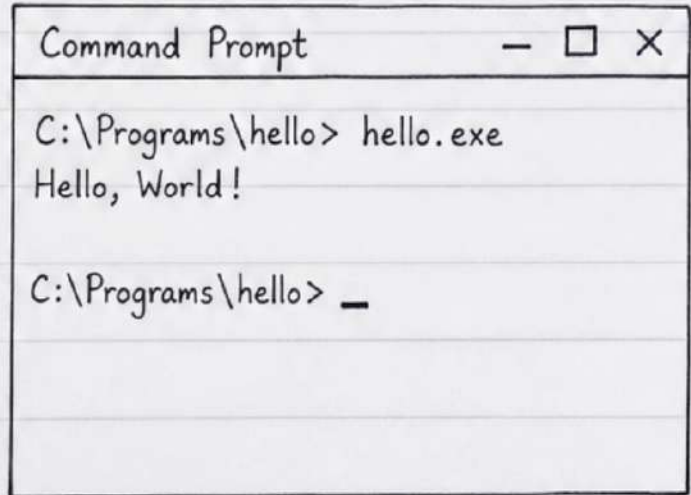 Command Prompt
C:\Programs\hello> hello.exe
Hello, World!
C:\Programs\hello> _